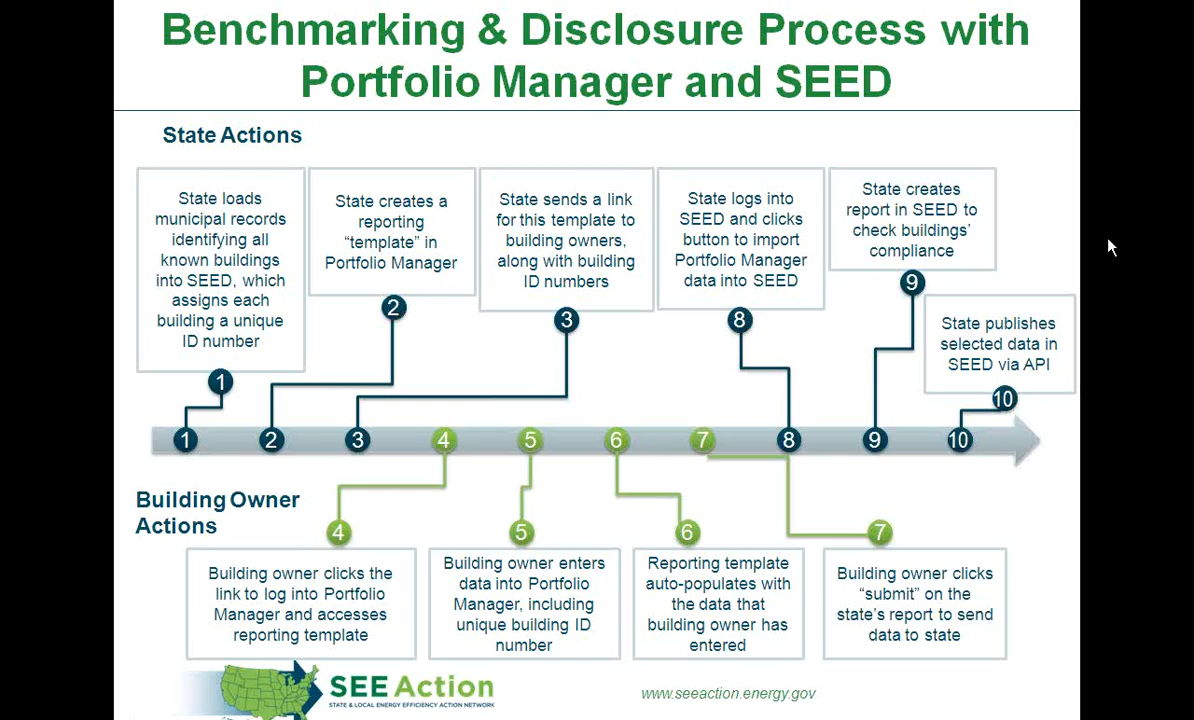 Benchmarking & Disclosure Process with
Portfolio Manager and SEED
State Actions
State loads
municipal records
identifying all
known buildings
into SEED, which
assigns each
building a unique
ID number
State creates a
reporting
“template” in
Portfolio Manager
State sends a link
for this template to
building owners,
along with building
ID numbers
State logs into
SEED and clicks
button to import
Portfolio Manager
data into SEED
State creates
report in SEED to
check buildings’
compliance
State publishes
selected data in
SEED via API
1
2
3
8
9
10
1
2
3
4
5
6
7
8
9
10
Building Owner
Actions
4
5
6
7
Building owner clicks the
link to log into Portfolio
Manager and accesses
reporting template
Building owner enters
data into Portfolio
Manager, including
unique building ID
number
Reporting template
auto-populates with
the data that
building owner has
entered
Building owner clicks
“submit” on the
state’s report to send
data to state
SEE Action
STATE & LOCAL ENERGY EFFICIENCY ACTION NETWORK
www.seeaction.energy.gov